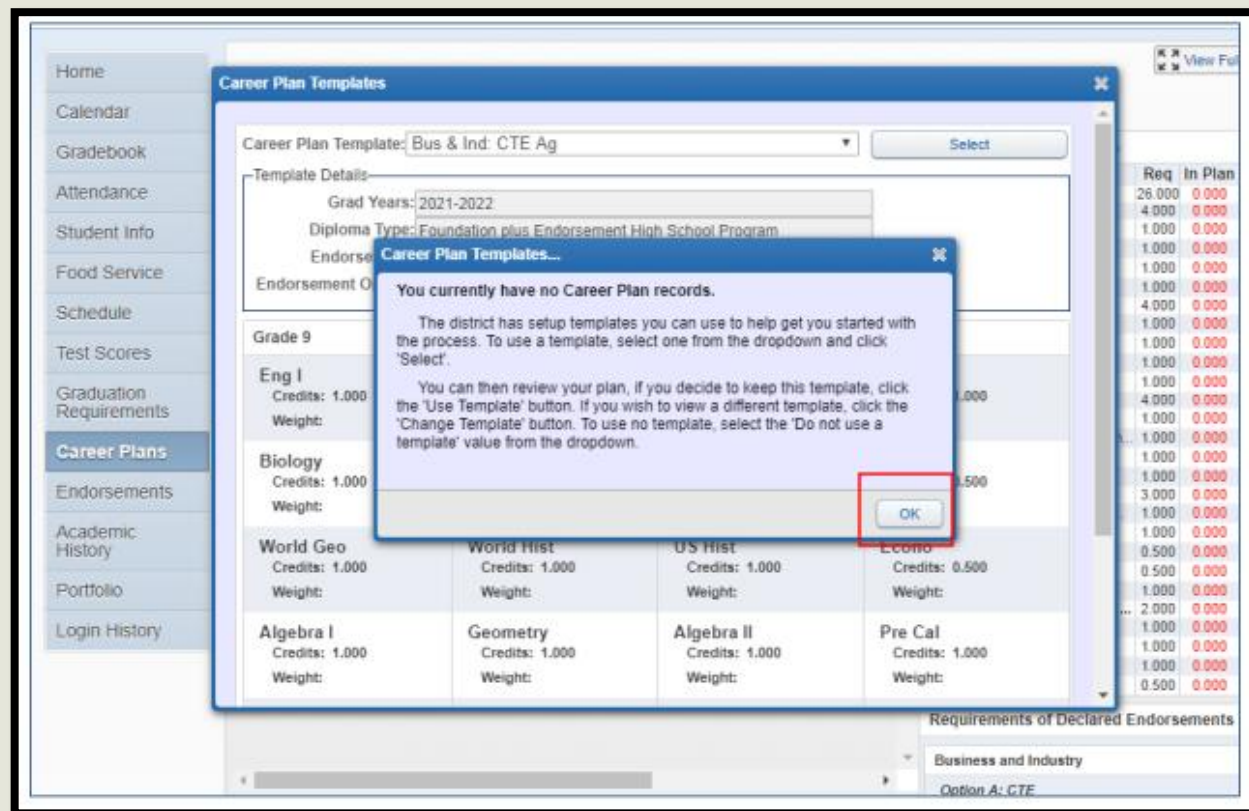 View Ful
Home
Calendar
Gradebook
Attendance
Student Info
Food Service
Schedule
Test Scores
Graduation
Requirements
Career Plans
Endorsements
Academic
History
Portfolio
Login History
Career Plan Templates
Career Plan Template: Bus & Ind: CTE Ag
Select
Template Details
Grad Years: 2021-2022
Diploma Type: Foundation plus Endorsement High School Program
Endorse
Endorsement O
Career Plan Templates...
You currently have no Career Plan records.
The district has setup templates you can use to help get you started with
the process. To use a template, select one from the dropdown and click
'Select'.
You can then review your plan, if you decide to keep this template, click
the 'Use Template' button. If you wish to view a different template, click the
'Change Template' button. To use no template, select the 'Do not use a
template' value from the dropdown.
OK
Grade 9
Eng I
Credits: 1.000
Weight:
.000
Biology
Credits: 1.000
Weight:
.500
World Geo World Hist US Hist Econo
Credits: 1.000 Credits: 1.000 Credits: 1.000 Credits: 0.500
Weight: Weight: Weight: Weight:
Algebra I Geometry Algebra II Pre Cal
Credits: 1.000 Credits: 1.000 Credits: 1.000 Credits: 1.000
Weight: Weight: Weight: Weight:
Req In Plan
26.000 0.000
4.000 0.000
1.000 0.000
1.000 0.000
1.000 0.000
1.000 0.000
4.000 0.000
1.000 0.000
1.000 0.000
1.000 0.000
1.000 0.000
4.000 0.000
1.000 0.000
... 1.000 0.000
1.000 0.000
1.000 0.000
3.000 0.000
1.000 0.000
1.000 0.000
0.500 0.000
0.500 0.000
1.000 0.000
... 2.000 0.000
1.000 0.000
1.000 0.000
1.000 0.000
0.500 0.000
Requirements of Declared Endorsements
Business and Industry
Option A: CTE